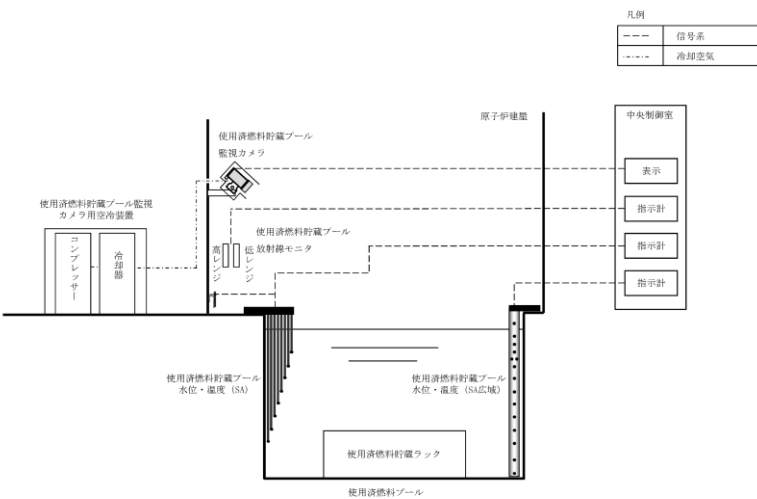 凡例
信号系
冷却空気
原子炉建屋
中央制御室
使用済燃料貯蔵プール
監視カメラ
表示
使用済燃料貯蔵プール監視
カメラ用空冷装置
指示計
コンプレッサー
冷却器
使用済燃料貯蔵プール
放射線モニタ
高レンジ
低レンジ
指示計
指示計
使用済燃料貯蔵プール
水位・温度（SA）
使用済燃料貯蔵プール
水位・温度（SA広域）
使用済燃料貯蔵ラック
使用済燃料プール